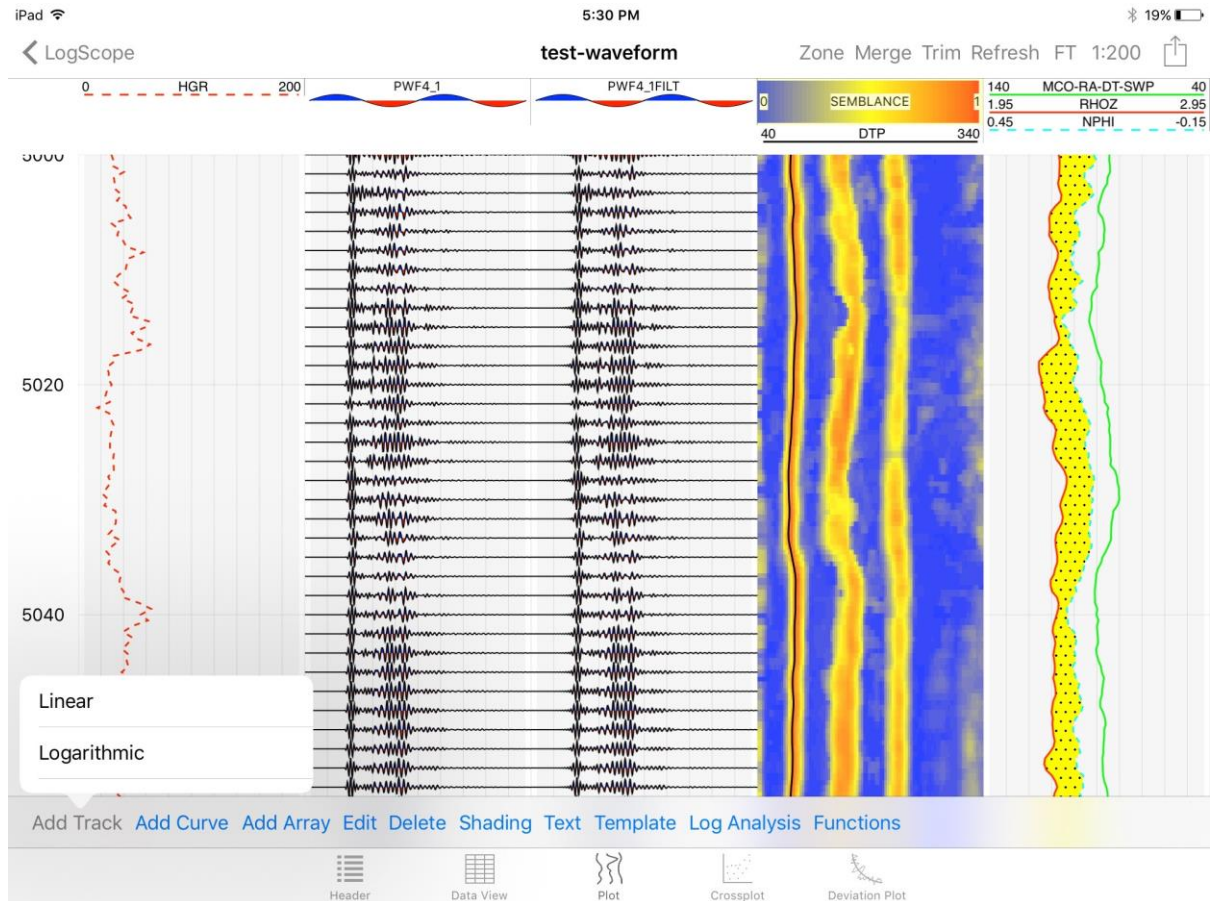 iPad 5:30 PM 19%
LogScope test-waveform Zone Merge Trim Refresh FT 1:200
0 HGR 200
PWF4_1
PWF4_1FILT
0 SEMBLANCE 1
40 DTP 340
140 MCO-RA-DT-SWP 40
1.95 RHOZ 2.95
0.45 NPHI -0.15
5000
5020
5040
Linear
Logarithmic
Add Track Add Curve Add Array Edit Delete Shading Text Template Log Analysis Functions
Header Data View Plot Crossplot Deviation Plot